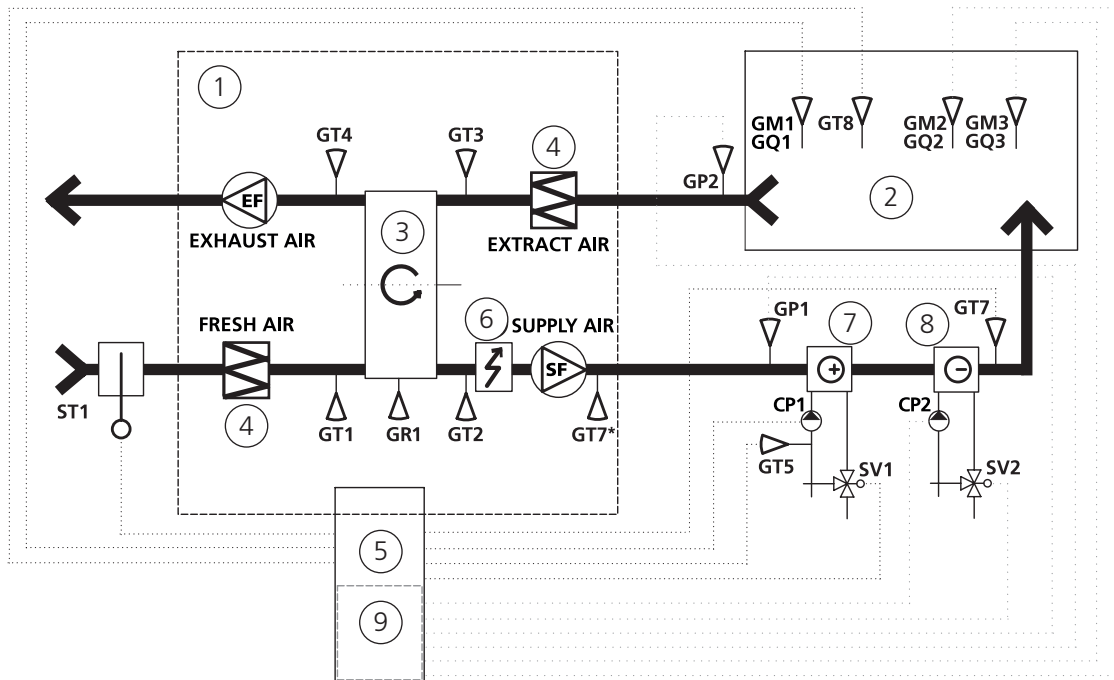 1
GT4
GT3
4
GM1
GQ1
GT8
GM2
GQ2
GM3
GQ3
GP2
2
EF
EXHAUST AIR
3
EXTRACT AIR
FRESH AIR
6
SUPPLY AIR
GP1
7
8
GT7
SF
ST1
4
GT1
GR1
GT2
GT7*
CP1
CP2
GT5
SV1
SV2
5
9